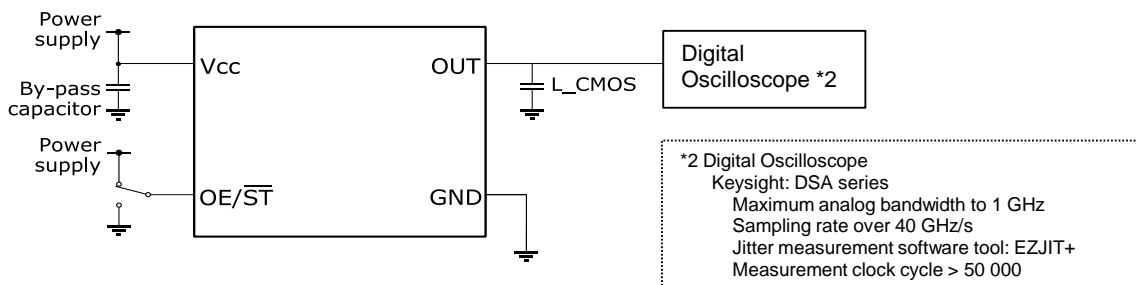 Power
supply
Vcc
OUT
By-pass
capacitor
L_CMOS
Digital
Oscilloscope *2
Power
supply
OE/ST
GND
*2 Digital Oscilloscope
Keysight: DSA series
Maximum analog bandwidth to 1 GHz
Sampling rate over 40 GHz/s
Jitter measurement software tool: EZJIT+
Measurement clock cycle > 50 000